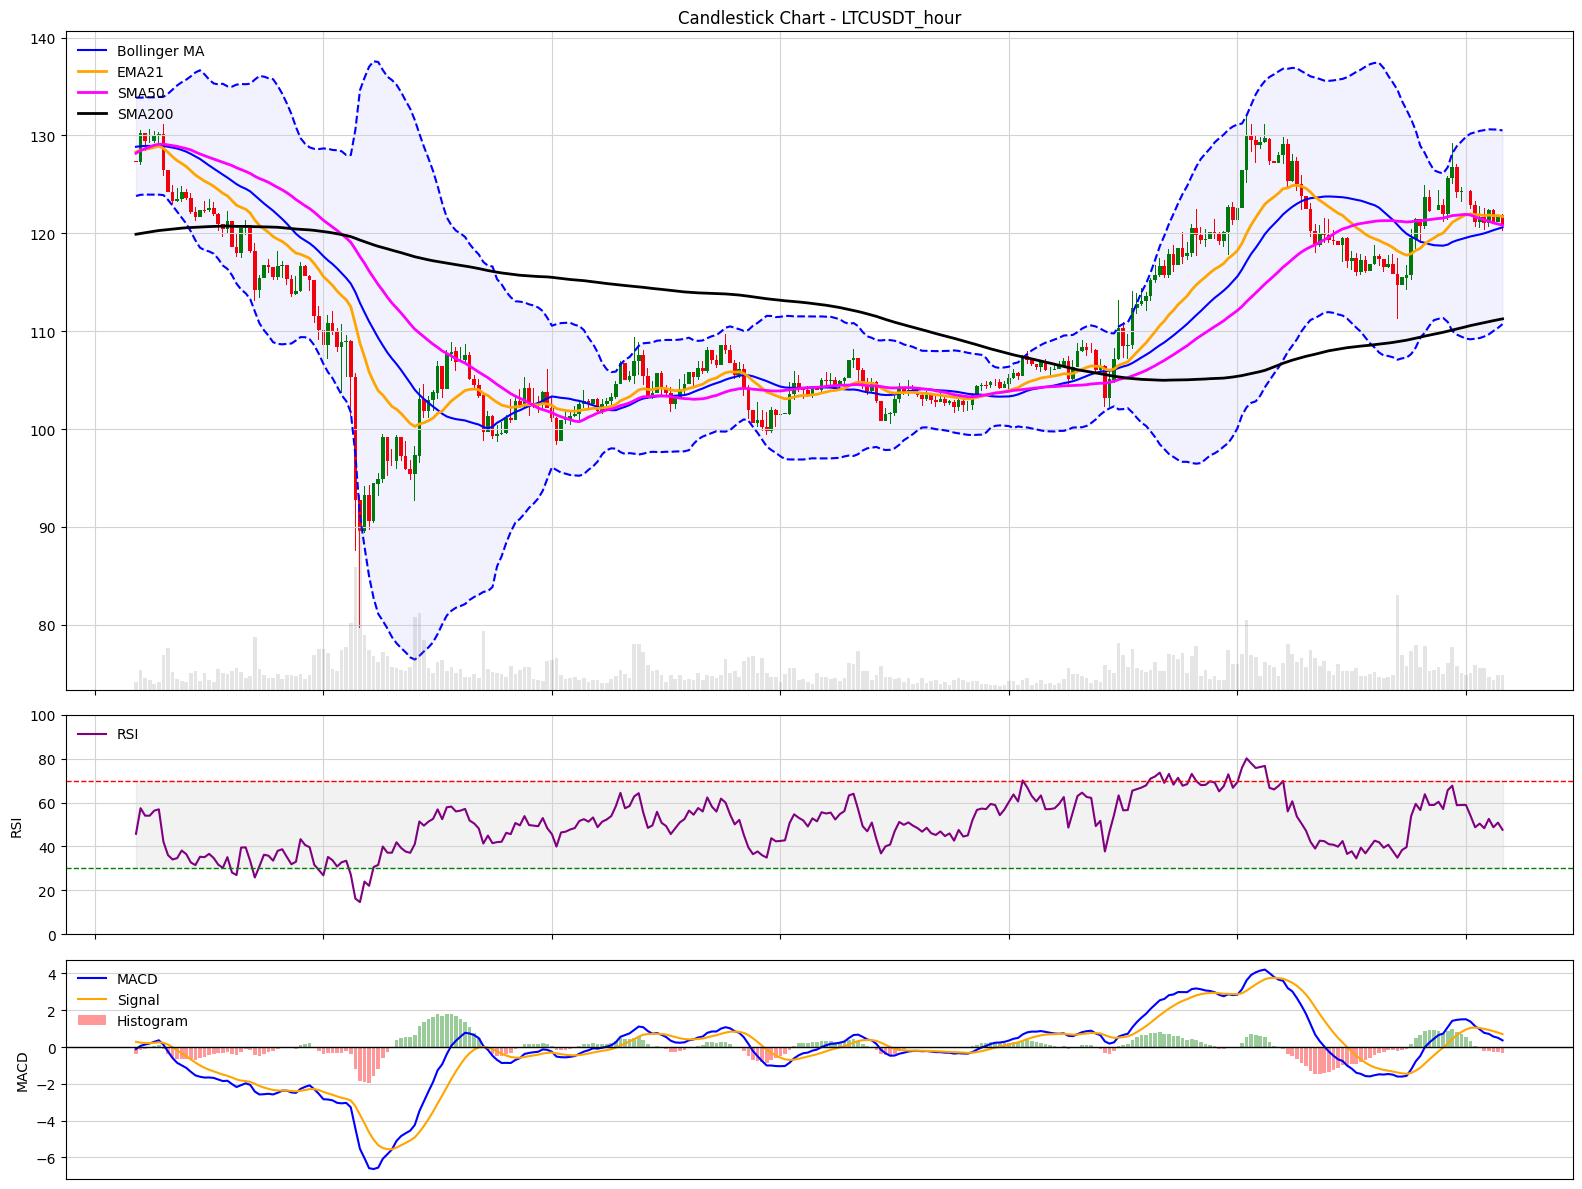 Candlestick Chart - LTCUSDT_hour
140
130
120
110
100
90
80
Bollinger MA
EMA21
SMA50
SMA200
100
80
60
40
20
0
RSI
RSI
4
2
0
−2
−4
−6
MACD
MACD
Signal
Histogram